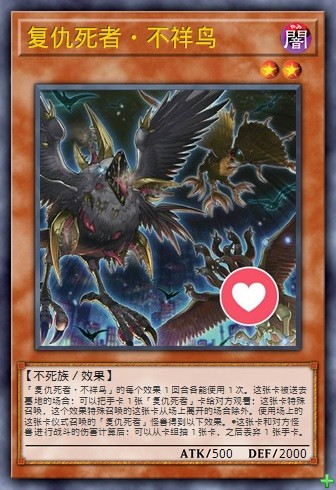 复仇死者・不祥鸟
闇
【不死族/效果】
「复仇死者・不祥鸟」的每个效果1回合各能使用1次。这张卡被送去
墓地的场合：可以把手卡1张「复仇死者」卡给对方观看；这张卡特殊
召唤，这个效果特殊召唤的这张卡从场上离开的场合除外。使用场上的
这张卡仪式召唤的「复仇死者」怪兽得到以下效果。●这张卡和对方怪
兽进行战斗的伤害计算后：可以从卡组抽1张卡，之后丢弃1张手卡。
ATK/500 DEF/2000